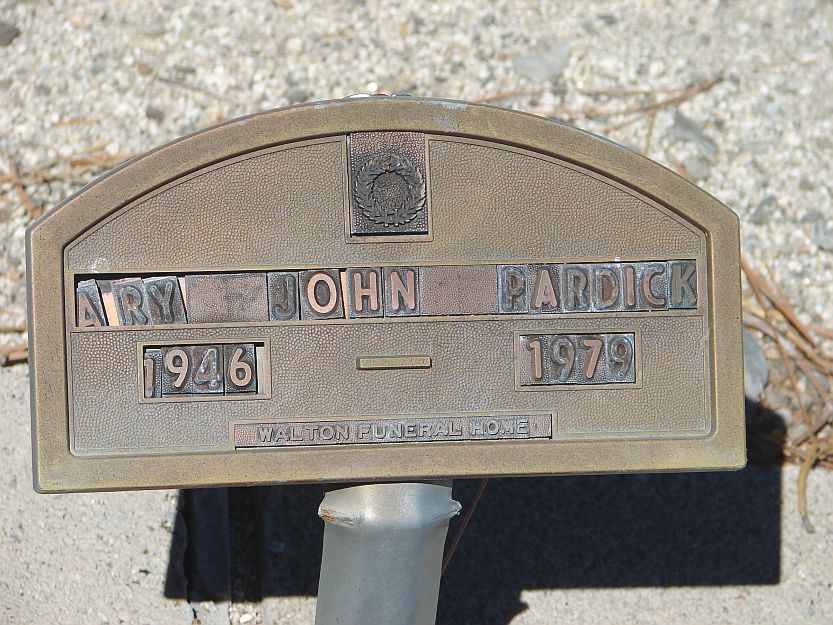 ARY JOHN PARDICK
1946 1979
WALTON FUNERAL HOME